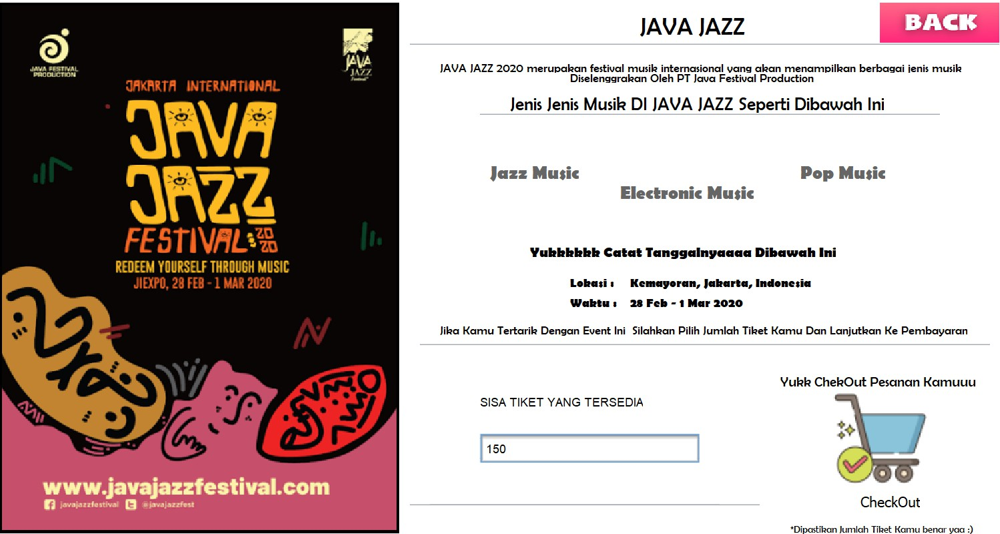 JAVA FESTIVAL
PRODUCTION
JAVA
JAZZ
Festival
JAKARTA INTERNATIONAL
JAVA
JAZZ
FESTIVAL 2020
REDEEM YOURSELF THROUGH MUSIC
JIEXPO, 28 FEB - 1 MAR 2020
www.javajazzfestival.com
javajazzfestival @javajazzfest
JAVA JAZZ
BACK
JAVA JAZZ 2020 merupakan festival musik internasional yang akan menampilkan berbagai jenis musik
Diselenggrakan Oleh PT Java Festival Production
Jenis Jenis Musik DI JAVA JAZZ Seperti Dibawah Ini
Jazz Music
Pop Music
Electronic Music
Yukkkkkk Catat Tanggalnyaaaa Dibawah Ini
Lokasi : Kemayoran, Jakarta, Indonesia
Waktu : 28 Feb - 1 Mar 2020
Jika Kamu Tertarik Dengan Event Ini Silahkan Pilih Jumlah Tiket Kamu Dan Lanjutkan Ke Pembayaran
SISA TIKET YANG TERSEDIA
150
Yukk ChekOut Pesanan Kamuuu
CheckOut
*Dipastikan Jumlah Tiket Kamu benar yaa :)